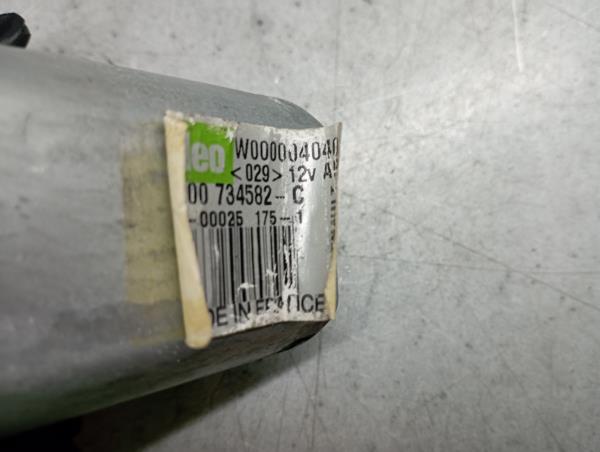 leo W000004040
<029> 12v A
00 734582-C
-00025 175-1
DE IN FRANCE